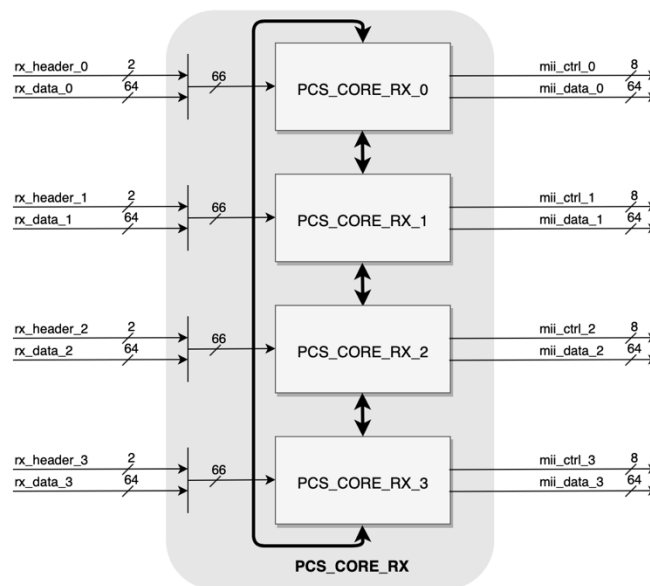 rx_header_0 2
rx_data_0 64
66
PCS_CORE_RX_0
mii_ctrl_0 8
mii_data_0 64
rx_header_1 2
rx_data_1 64
66
PCS_CORE_RX_1
mii_ctrl_1 8
mii_data_1 64
rx_header_2 2
rx_data_2 64
66
PCS_CORE_RX_2
mii_ctrl_2 8
mii_data_2 64
rx_header_3 2
rx_data_3 64
66
PCS_CORE_RX_3
mii_ctrl_3 8
mii_data_3 64
PCS_CORE_RX